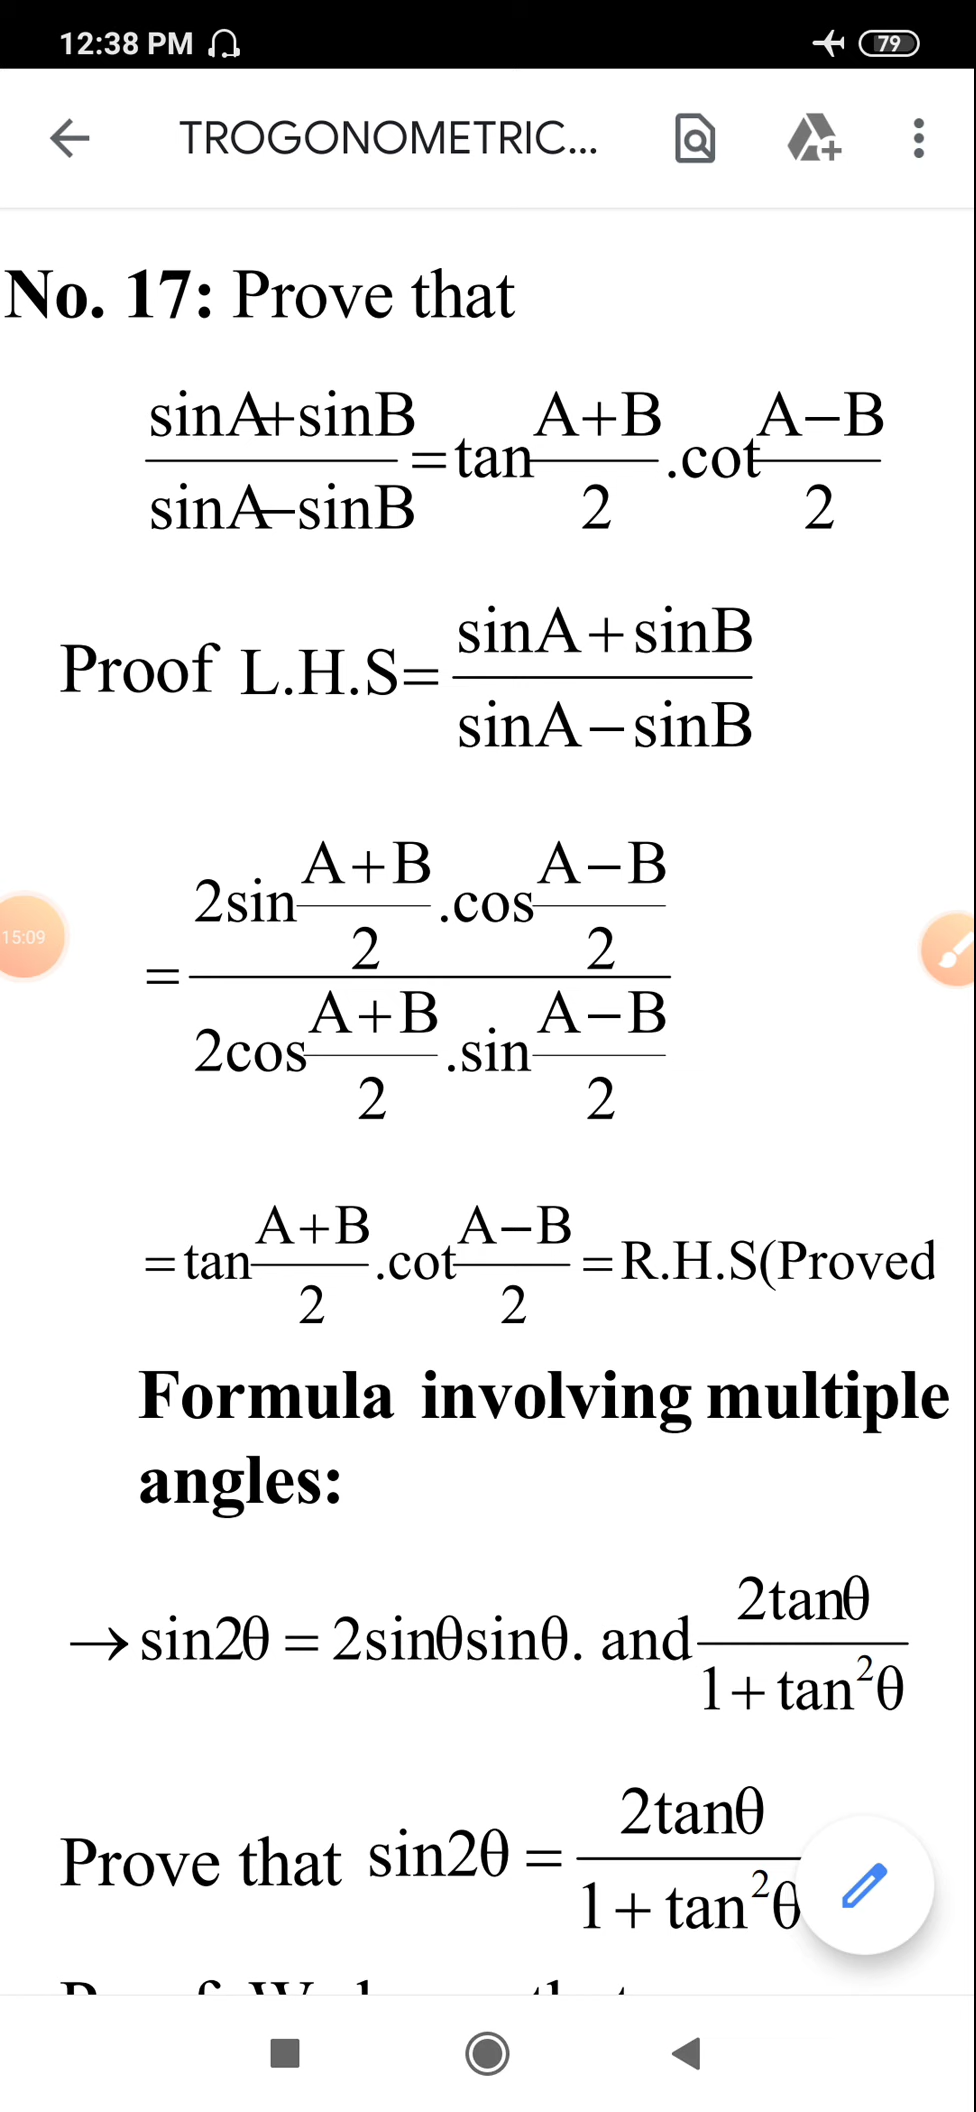 12:38 PM 79
TROGONOMETRIC...
No. 17: Prove that
sinA+sinB / sinA–sinB = tan A+B / 2 .cot A−B / 2
Proof L.H.S= sinA+sinB / sinA−sinB
= 2sin A+B / 2 .cos A−B / 2 / 2cos A+B / 2 .sin A−B / 2
= tan A+B / 2 .cot A−B / 2 = R.H.S(Proved
Formula involving multiple
angles:
→ sin2θ = 2sinθsinθ. and 2tanθ / 1+tan²θ
Prove that sin2θ = 2tanθ / 1+tan²θ
15:09